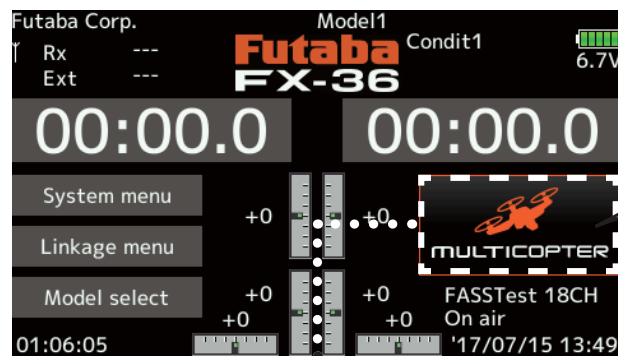 Futaba Corp.
Model1
Rx ---
Ext ---
Futaba
FX-36
Condit1
6.7V
00:00.0
00:00.0
System menu
Linkage menu
Model select
+0
+0
+0
+0
+0
+0
MULTICOPTER
FASSTest 18CH
On air
01:06:05
'17/07/15 13:49